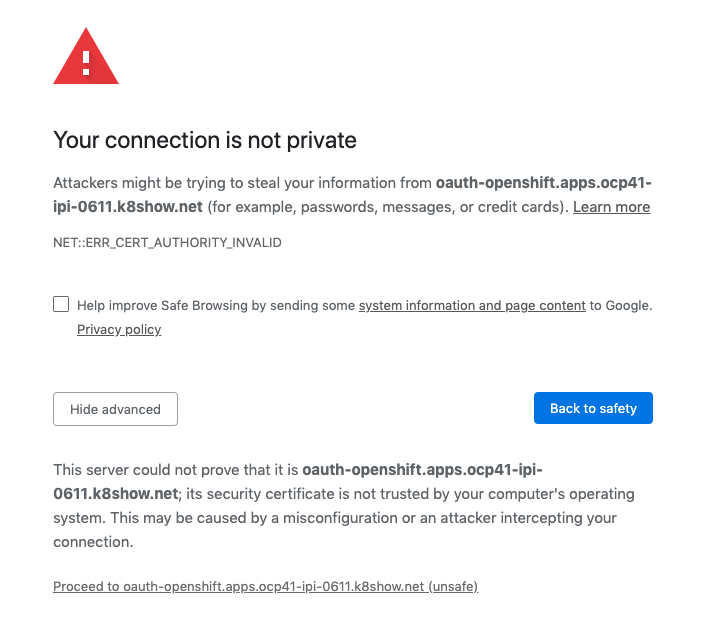 Your connection is not private
Attackers might be trying to steal your information from oauth-openshift.apps.ocp41-
ipi-0611.k8show.net (for example, passwords, messages, or credit cards). Learn more
NET::ERR_CERT_AUTHORITY_INVALID
Help improve Safe Browsing by sending some system information and page content to Google.
Privacy policy
Hide advanced
Back to safety
This server could not prove that it is oauth-openshift.apps.ocp41-ipi-
0611.k8show.net; its security certificate is not trusted by your computer's operating
system. This may be caused by a misconfiguration or an attacker intercepting your
connection.
Proceed to oauth-openshift.apps.ocp41-ipi-0611.k8show.net (unsafe)